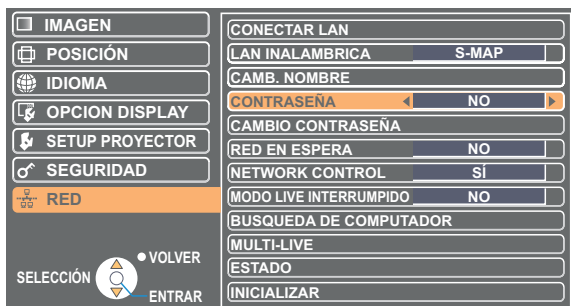 IMAGEN
POSICIÓN
IDIOMA
OPCION DISPLAY
SETUP PROYECTOR
SEGURIDAD
RED
VOLVER
SELECCIÓN
ENTRAR
CONECTAR LAN
LAN INALAMBRICA S-MAP
CAMB. NOMBRE
CONTRASEÑA NO
CAMBIO CONTRASEÑA
RED EN ESPERA NO
NETWORK CONTROL SÍ
MODO LIVE INTERRUMPIDO NO
BUSQUEDA DE COMPUTADOR
MULTI-LIVE
ESTADO
INICIALIZAR